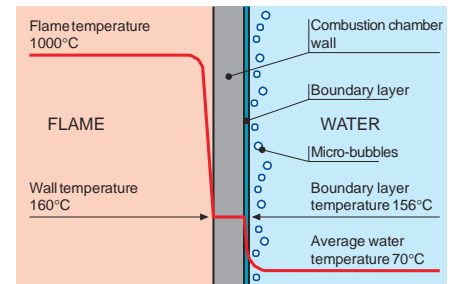 Flame temperature
1000°C
FLAME
Wall temperature
160°C
Combustion chamber
wall
Boundary layer
WATER
Micro-bubbles
Boundary layer
temperature 156°C
Average water
temperature 70°C